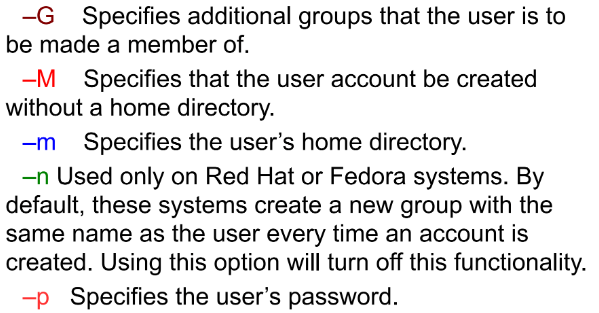 –G Specifies additional groups that the user is to
be made a member of.
–M Specifies that the user account be created
without a home directory.
–m Specifies the user’s home directory.
–n Used only on Red Hat or Fedora systems. By
default, these systems create a new group with the
same name as the user every time an account is
created. Using this option will turn off this functionality.
–p Specifies the user’s password.